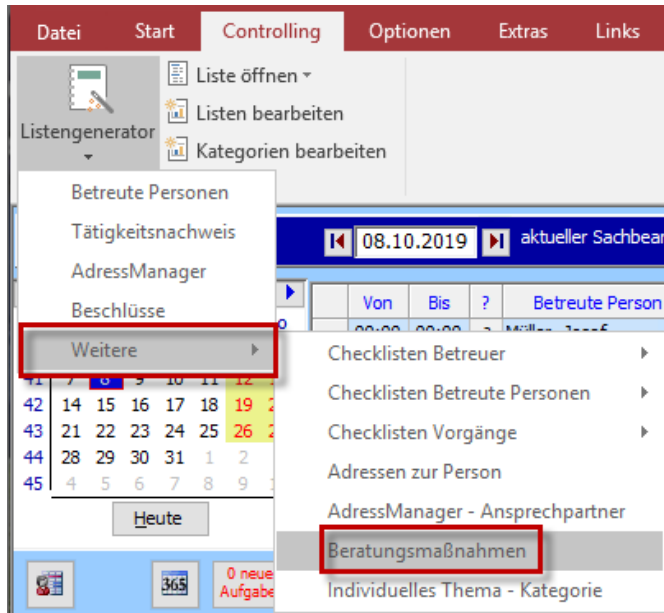 Datei Start Controlling Optionen Extras Links
Listengenerator
Liste öffnen
Listen bearbeiten
Kategorien bearbeiten
Betreute Personen
Tätigkeitsnachweis
AdressManager
Beschlüsse
Weitere
08.10.2019 aktueller Sachbear
Von Bis ? Betreute Person
Checklisten Betreuer
Checklisten Betreute Personen
Checklisten Vorgänge
Adressen zur Person
AdressManager - Ansprechpartner
Beratungsmaßnahmen
Individuelles Thema - Kategorie
41 7 8 9 10 11 12
42 14 15 16 17 18 19
43 21 22 23 24 25 26
44 28 29 30 31 1 2
45 4 5 6 7 8 9
Heute
365
0 neue
Aufgabe